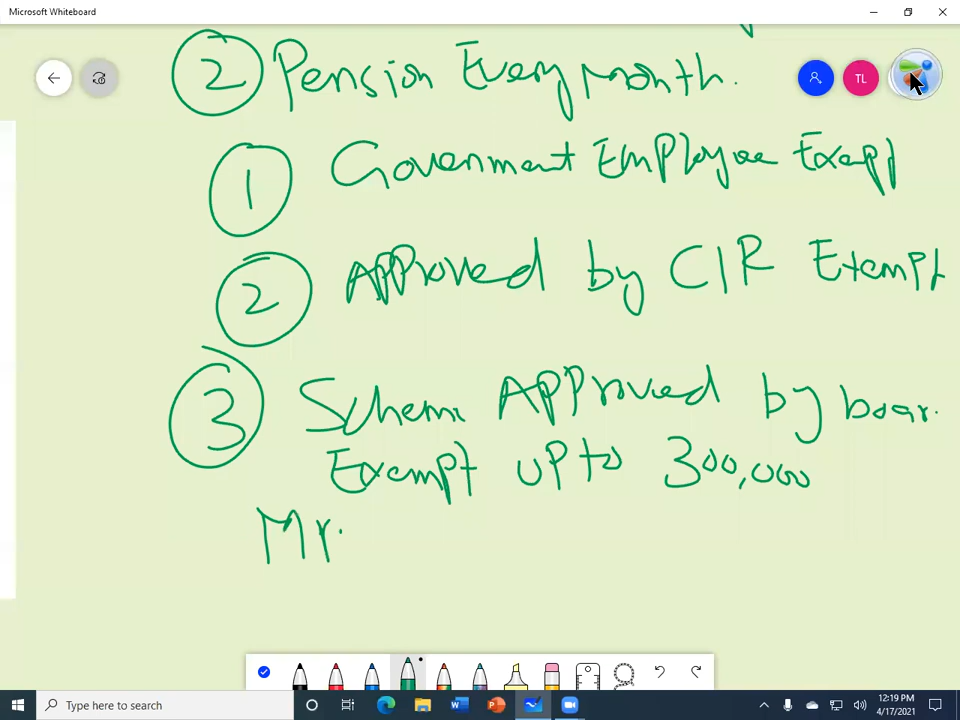 Microsoft Whiteboard
TL
2 Pension Every month.
1 Government Employee Exempt
2 Approved by CIR Exempt
3 Scheme Approved by boar.
Exempt upto 300,000
Mr.
Type here to search
12:19 PM
4/17/2021